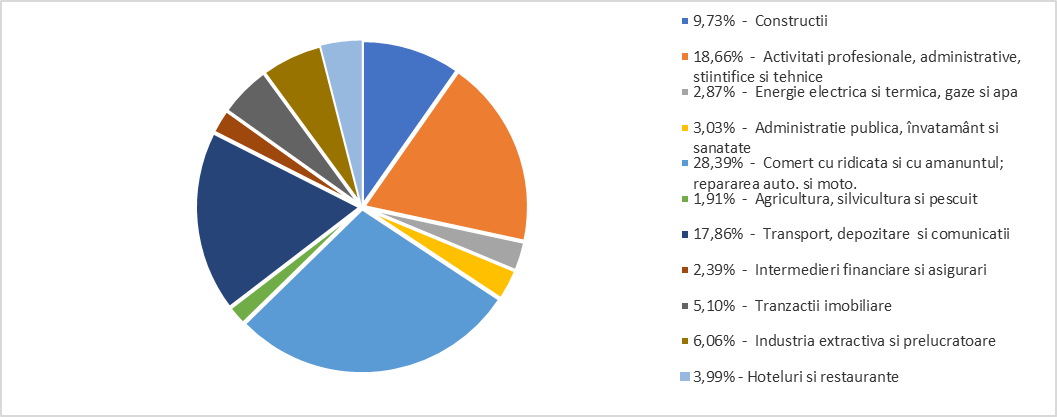 9,73%  -  Constructii
18,66%  -  Activitati profesionale, administrative,
stiintifice si tehnice
2,87%  -  Energie electrica si termica, gaze si apa
3,03%  -  Administratie publica, învatamânt si
sanatate
28,39%  -  Comert cu ridicata si cu amanuntul;
repararea auto. si moto.
1,91%  -  Agricultura, silvicultura si pescuit
17,86%  -  Transport, depozitare  si comunicatii
2,39%  -  Intermedieri financiare si asigurari
5,10%  -  Tranzactii imobiliare
6,06%  -  Industria extractiva si prelucratoare
3,99% - Hoteluri si restaurante